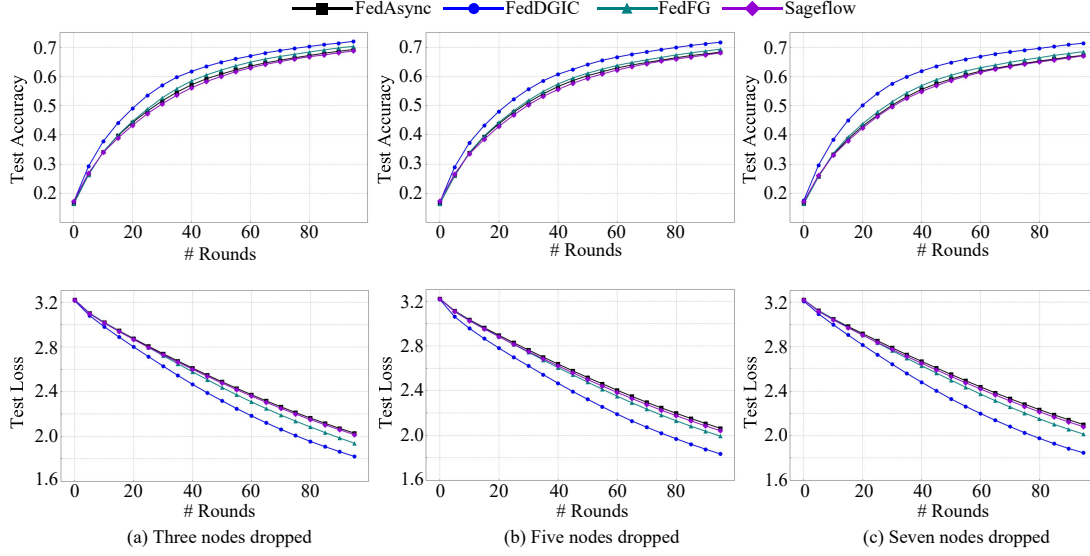 FedAsync FedDGIC FedFG Sageflow
Test Accuracy
0.7
0.6
0.5
0.4
0.3
0.2
0 20 40 60 80
# Rounds
Test Accuracy
0.7
0.6
0.5
0.4
0.3
0.2
0 20 40 60 80
# Rounds
Test Accuracy
0.7
0.6
0.5
0.4
0.3
0.2
0 20 40 60 80
# Rounds
Test Loss
3.2
2.8
2.4
2.0
1.6
0 20 40 60 80
# Rounds
(a) Three nodes dropped
Test Loss
3.2
2.8
2.4
2.0
1.6
0 20 40 60 80
# Rounds
(b) Five nodes dropped
Test Loss
3.2
2.8
2.4
2.0
1.6
0 20 40 60 80
# Rounds
(c) Seven nodes dropped